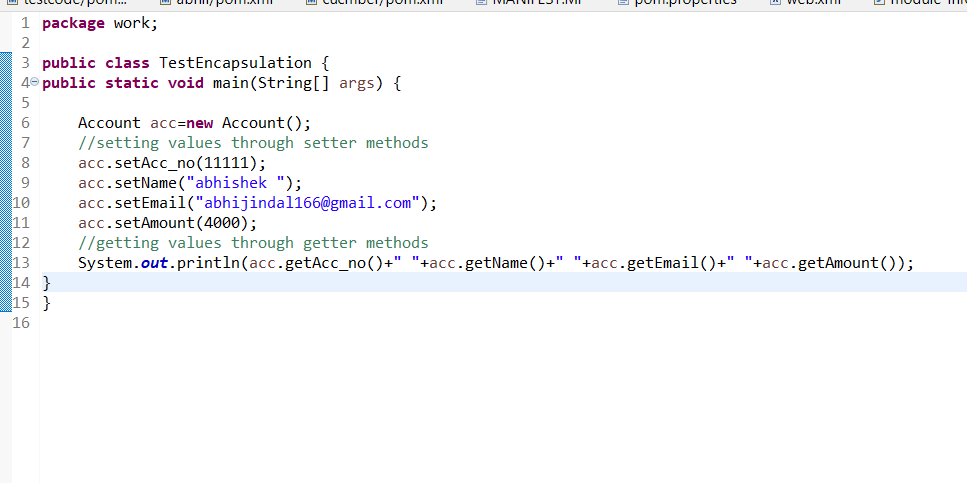 testcode/pom... abhii/pom.xml cucmber/pom.xml MANIFEST.MF pom.properties web.xml
1 package work;
2
3 public class TestEncapsulation {
4 public static void main(String[] args) {
5
6 Account acc=new Account();
7 //setting values through setter methods
8 acc.setAcc_no(11111);
9 acc.setName("abhishek ");
10 acc.setEmail("abhijindal166@gmail.com");
11 acc.setAmount(4000);
12 //getting values through getter methods
13 System.out.println(acc.getAcc_no()+" "+acc.getName()+" "+acc.getEmail()+" "+acc.getAmount());
14 }
15 }
16